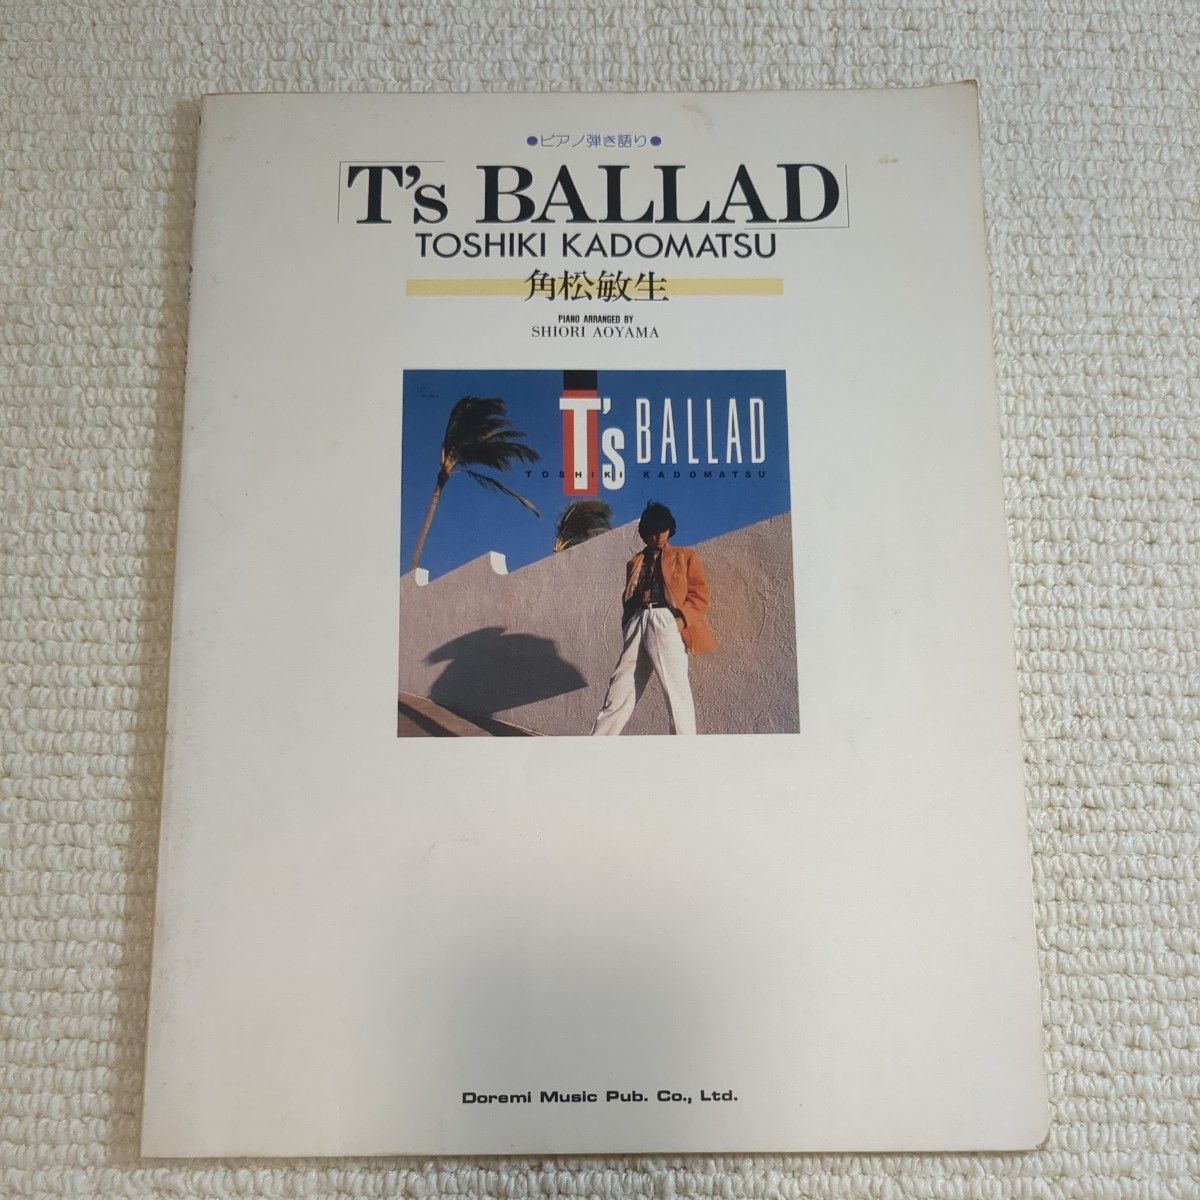 ●ピアノ弾き語り●
T's BALLAD
TOSHIKI KADOMATSU
角松敏生
PIANO ARRANGED BY
SHIORI AOYAMA
T's BALLAD
TOSHIKI KADOMATSU
Doremi Music Pub. Co., Ltd.